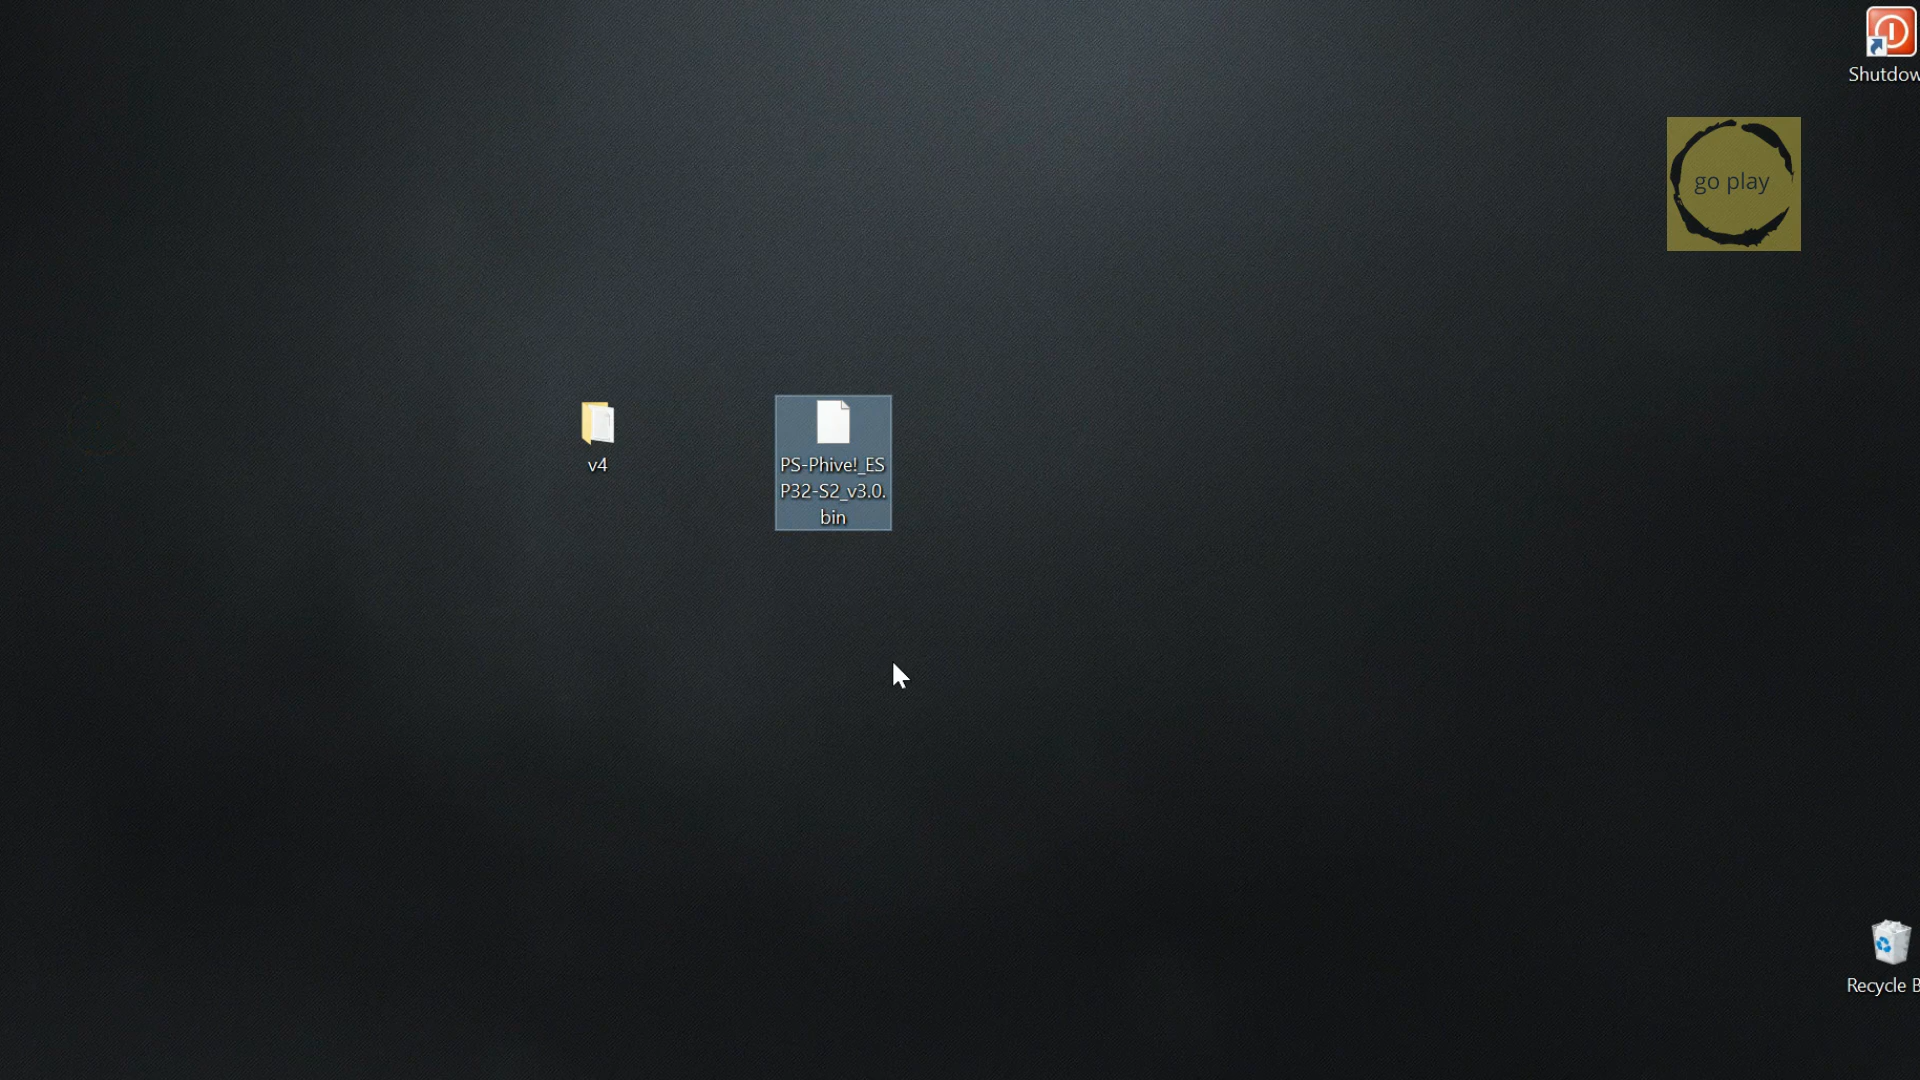 Shutdow
go play
v4
PS-Phive!_ES
P32-S2_v3.0.
bin
Recycle B